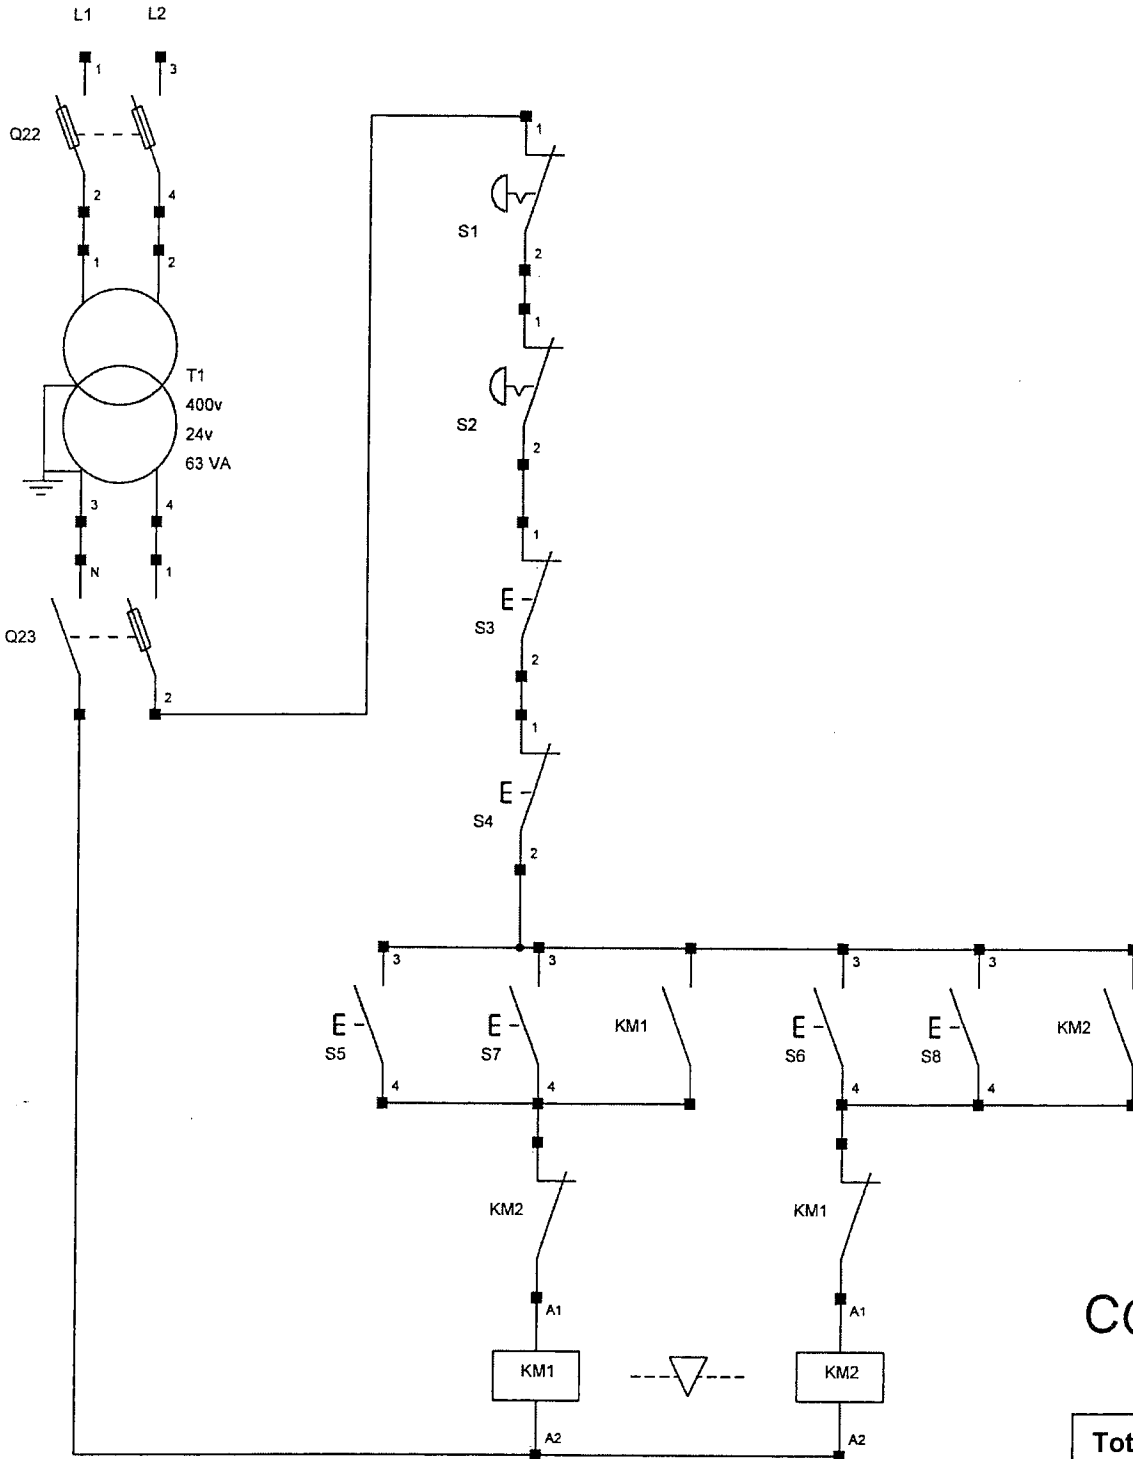 L1 L2
1 3
1
Q22
2 4
S1
1 2
2
1
T1
400v
S2
24v
2
63 VA
3 4
1
N 1
S3
Q23
2
2
1
S4
2
3 3 3 3
S5 S7 KM1 S6 S8 KM2
4 4 4 4
KM2 KM1
A1 A1
KM1 KM2
A2 A2